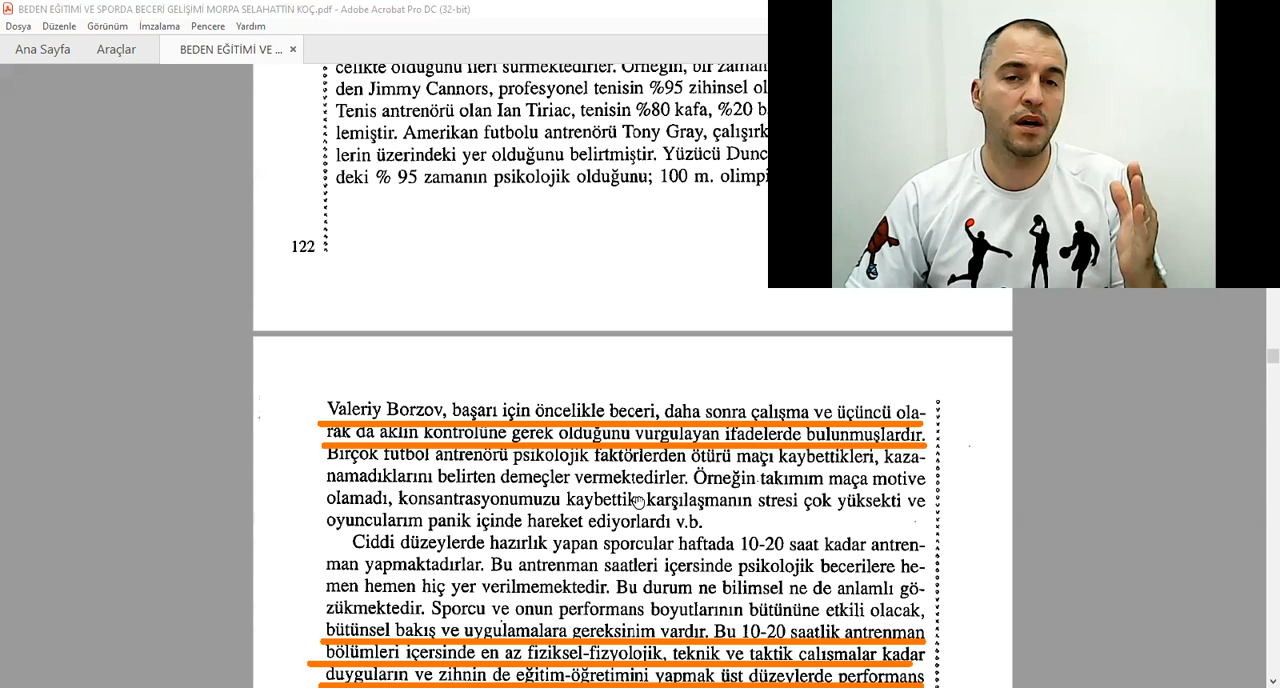 BEDEN EĞİTİMİ VE SPORDA BECERİ GELİŞİMİ MORPA SELAHATTİN KOÇ.pdf - Adobe Acrobat Pro DC (32-bit)
Dosya Düzenle Görünüm İmzalama Pencere Yardım
Ana Sayfa Araçlar BEDEN EĞİTİMİ VE ... ×
celikte olduğunu ileri sürmektedirler. Örneğin, bir zaman
den Jimmy Cannors, profesyonel tenisin %95 zihinsel ol
Tenis antrenörü olan Ian Tiriac, tenisin %80 kafa, %20 b
lemiştir. Amerikan futbolu antrenörü Tony Gray, çalışırk
lerin üzerindeki yer olduğunu belirtmiştir. Yüzücü Dunc
deki % 95 zamanın psikolojik olduğunu; 100 m. olimpi
122
Valeriy Borzov, başarı için öncelikle beceri, daha sonra çalışma ve üçüncü ola-
rak da aklın kontrolüne gerek olduğunu vurgulayan ifadelerde bulunmuşlardır.
Birçok futbol antrenörü psikolojik faktörlerden ötürü maçı kaybettikleri, kaza-
namadıklarını belirten demeçler vermektedirler. Örneğin takımım maça motive
olamadı, konsantrasyonumuzu kaybettik karşılaşmanın stresi çok yüksekti ve
oyuncularım panik içinde hareket ediyorlardı v.b.
Ciddi düzeylerde hazırlık yapan sporcular haftada 10-20 saat kadar antren-
man yapmaktadırlar. Bu antrenman saatleri içersinde psikolojik becerilere he-
men hemen hiç yer verilmemektedir. Bu durum ne bilimsel ne de anlamlı gö-
zükmektedir. Sporcu ve onun performans boyutlarının bütününe etkili olacak,
bütünsel bakış ve uygulamalara gereksinim vardır. Bu 10-20 saatlik antrenman
bölümleri içersinde en az fiziksel-fizyolojik, teknik ve taktik çalışmalar kadar
duyguların ve zihnin de eğitim-öğretimini yapmak üst düzeylerde performans